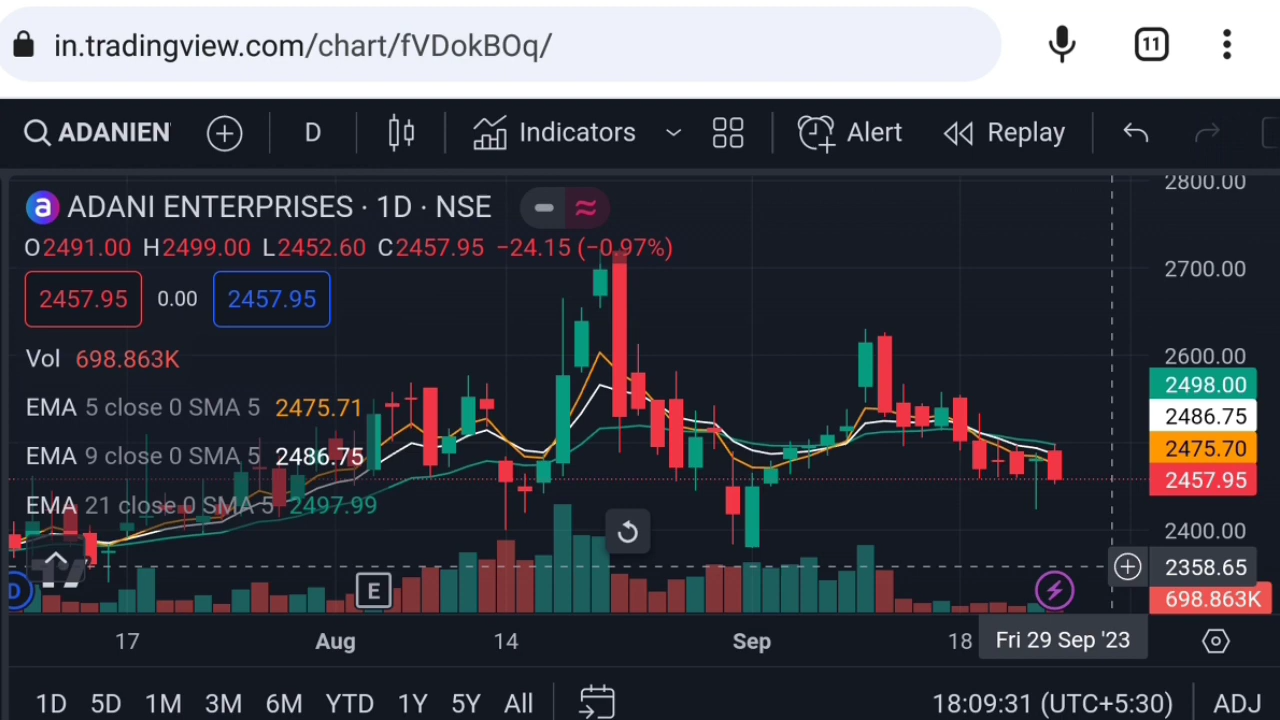 in.tradingview.com/chart/fVDokBOq/ 11
ADANIEN D Indicators Alert Replay
a ADANI ENTERPRISES · 1D · NSE
O2491.00 H2499.00 L2452.60 C2457.95 −24.15 (−0.97%)
2457.95 0.00 2457.95
Vol 698.863K
EMA 5 close 0 SMA 5 2475.71
EMA 9 close 0 SMA 5 2486.75
EMA 21 close 0 SMA 5 2497.99
2800.00
2700.00
2600.00
2498.00
2486.75
2475.70
2457.95
2400.00
2358.65
698.863K
D E
17 Aug 14 Sep 18 Fri 29 Sep '23
1D 5D 1M 3M 6M YTD 1Y 5Y All 18:09:31 (UTC+5:30) ADJ